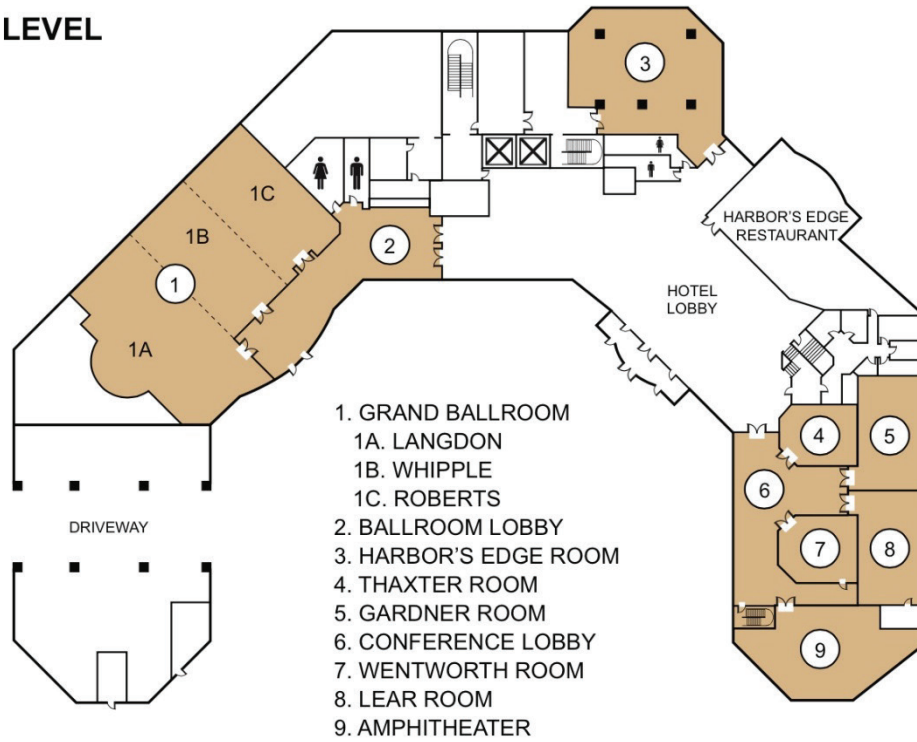 LEVEL
3
1C
HARBOR'S EDGE
RESTAURANT
1B
2
1
HOTEL
LOBBY
1A
1. GRAND BALLROOM
1A. LANGDON
1B. WHIPPLE
1C. ROBERTS
2. BALLROOM LOBBY
3. HARBOR'S EDGE ROOM
4. THAXTER ROOM
5. GARDNER ROOM
6. CONFERENCE LOBBY
7. WENTWORTH ROOM
8. LEAR ROOM
9. AMPHITHEATER
4
5
6
DRIVEWAY
7
8
9